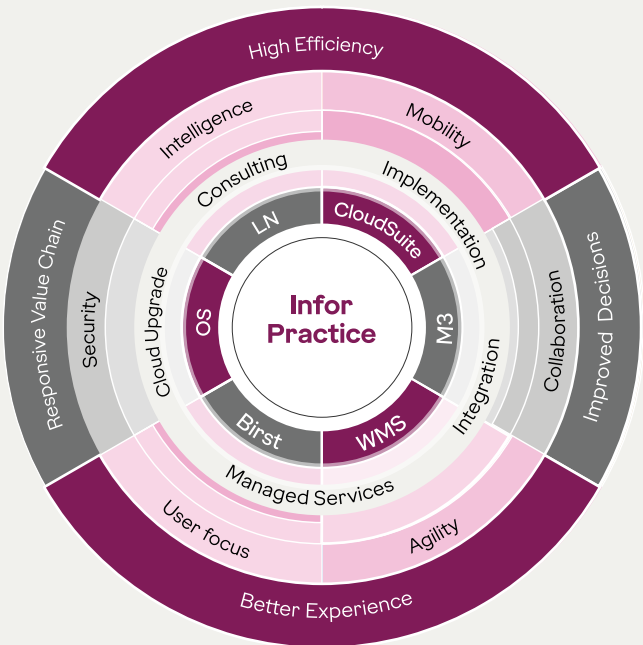 High Efficiency
Intelligence
Mobility
Consulting
Implementation
LN
CloudSuite
Responsive Value Chain
Security
Cloud Upgrade
OS
Infor
Practice
M3
Integration
Collaboration
Improved Decisions
Birst
WMS
Managed Services
User focus
Agility
Better Experience